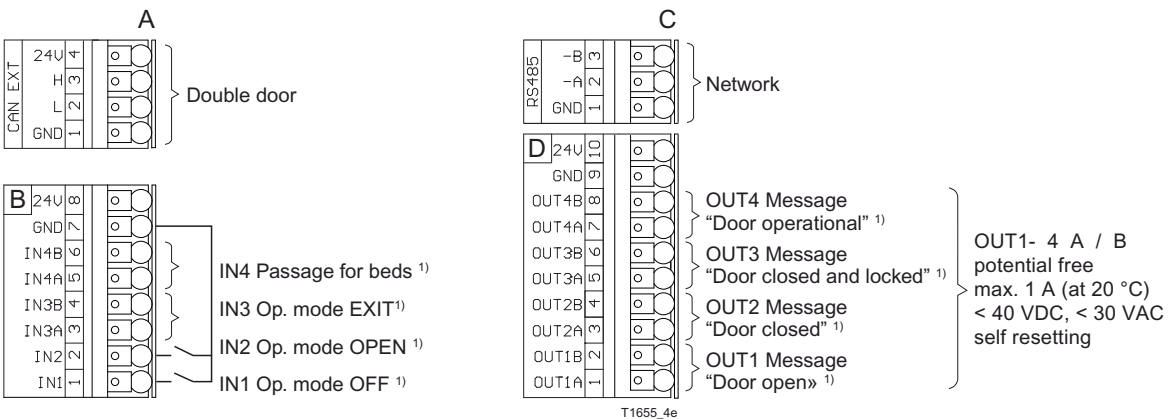 A
CAN EXT
24V 4
H 3
L 2
GND 1
Double door
B
24V 8
GND 7
IN4B 6
IN4A 5
IN3B 4
IN3A 3
IN2 2
IN1 1
IN4 Passage for beds 1)
IN3 Op. mode EXIT1)
IN2 Op. mode OPEN 1)
IN1 Op. mode OFF 1)
C
RS485
-B 3
-A 2
GND 1
Network
D
24V 10
GND 9
OUT4B 8
OUT4A 7
OUT3B 6
OUT3A 5
OUT2B 4
OUT2A 3
OUT1B 2
OUT1A 1
OUT4 Message
“Door operational” 1)
OUT3 Message
“Door closed and locked” 1)
OUT2 Message
“Door closed” 1)
OUT1 Message
“Door open» 1)
OUT1- 4 A / B
potential free
max. 1 A (at 20 °C)
< 40 VDC, < 30 VAC
self resetting
T1655_4e